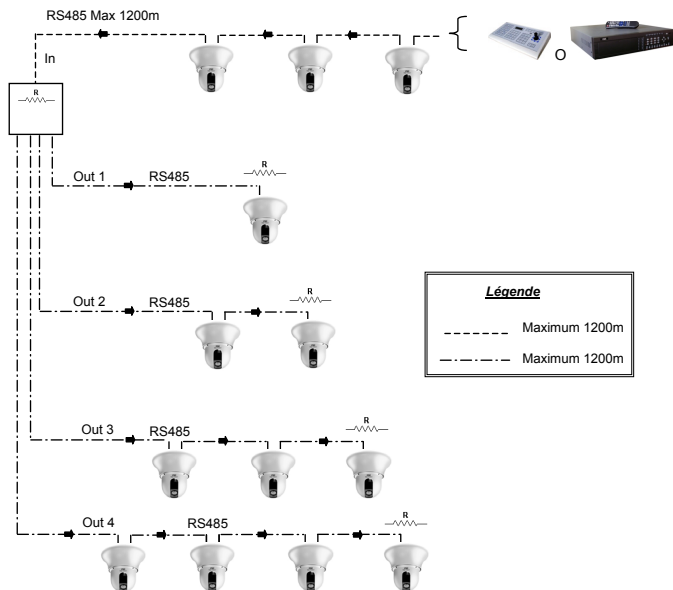 RS485 Max 1200m
In
O
R
R
Out 1 RS485
R
Out 2 RS485
Légende
Maximum 1200m
Maximum 1200m
R
Out 3 RS485
R
Out 4 RS485